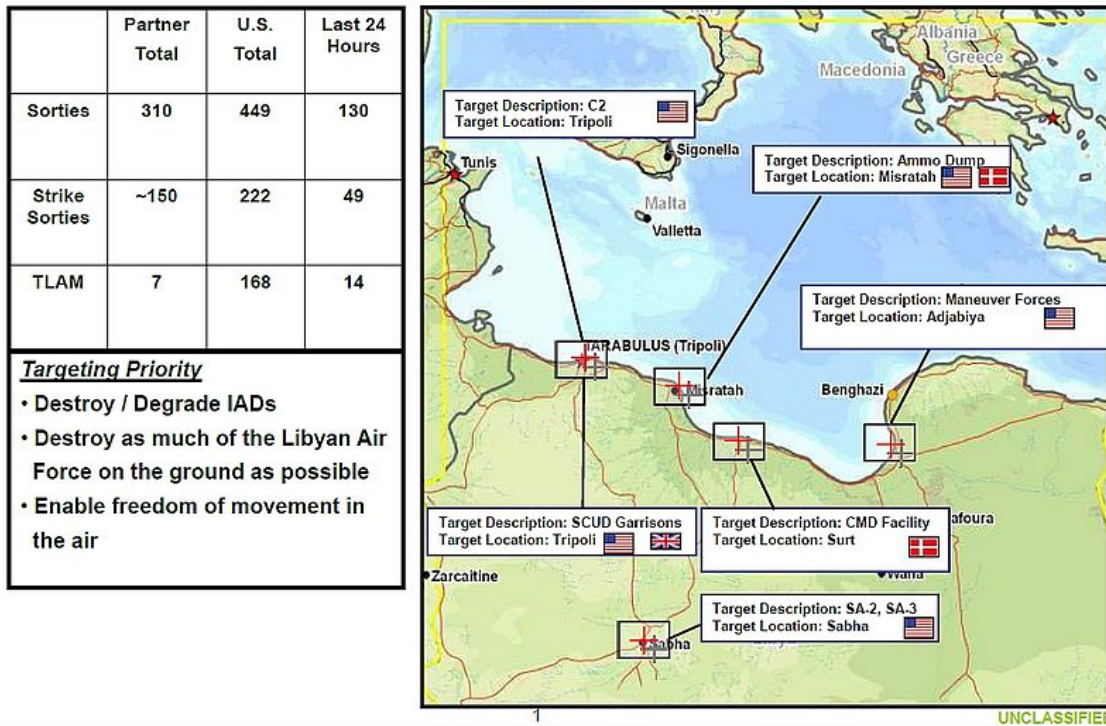 Partner Total
U.S. Total
Last 24 Hours
Sorties 310 449 130
Strike Sorties ~150 222 49
TLAM 7 168 14
Targeting Priority
• Destroy / Degrade IADs
• Destroy as much of the Libyan Air
Force on the ground as possible
• Enable freedom of movement in
the air
Italy
Albania
Greece
Macedonia
Target Description: C2
Target Location: Tripoli
Sigonella
Tunis
Target Description: Ammo Dump
Target Location: Misratah
Malta
Valletta
Target Description: Maneuver Forces
Target Location: Adjabiya
TARABULUS (Tripoli)
Misratah
Benghazi
Target Description: SCUD Garrisons
Target Location: Tripoli
Target Description: CMD Facility
Target Location: Surt
afoura
Zarcaitine
Waha
Target Description: SA-2, SA-3
Target Location: Sabha
Sabha
1
UNCLASSIFIED